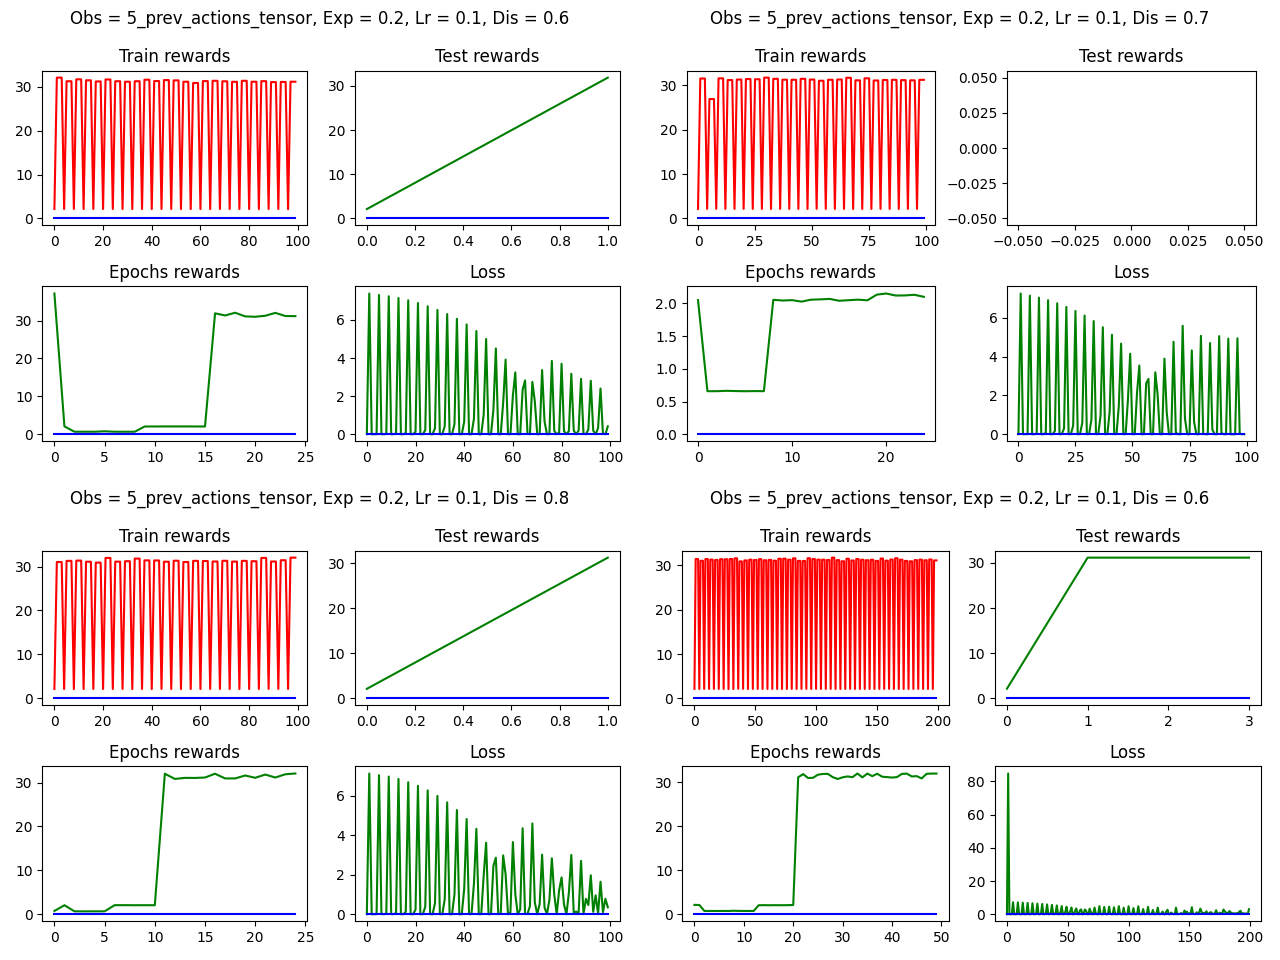 Obs = 5_prev_actions_tensor, Exp = 0.2, Lr = 0.1, Dis = 0.6
Train rewards
30
20
10
0
0 20 40 60 80 100
Test rewards
30
20
10
0
0.0 0.2 0.4 0.6 0.8 1.0
Epochs rewards
30
20
10
0
0 5 10 15 20 25
Loss
6
4
2
0
0 20 40 60 80 100
Obs = 5_prev_actions_tensor, Exp = 0.2, Lr = 0.1, Dis = 0.7
Train rewards
30
20
10
0
0 25 50 75 100
Test rewards
0.050
0.025
0.000
−0.025
−0.050
−0.050 −0.025 0.000 0.025 0.050
Epochs rewards
2.0
1.5
1.0
0.5
0.0
0 10 20
Loss
6
4
2
0
0 25 50 75 100
Obs = 5_prev_actions_tensor, Exp = 0.2, Lr = 0.1, Dis = 0.8
Train rewards
30
20
10
0
0 20 40 60 80 100
Test rewards
30
20
10
0
0.0 0.2 0.4 0.6 0.8 1.0
Epochs rewards
30
20
10
0
0 5 10 15 20 25
Loss
6
4
2
0
0 20 40 60 80 100
Obs = 5_prev_actions_tensor, Exp = 0.2, Lr = 0.1, Dis = 0.6
Train rewards
30
20
10
0
0 50 100 150 200
Test rewards
30
20
10
0
0 1 2 3
Epochs rewards
30
20
10
0
0 10 20 30 40 50
Loss
80
60
40
20
0
0 50 100 150 200